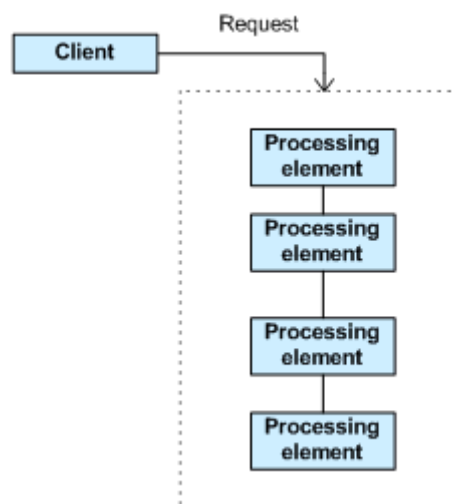 Request
Client
Processing
element
Processing
element
Processing
element
Processing
element